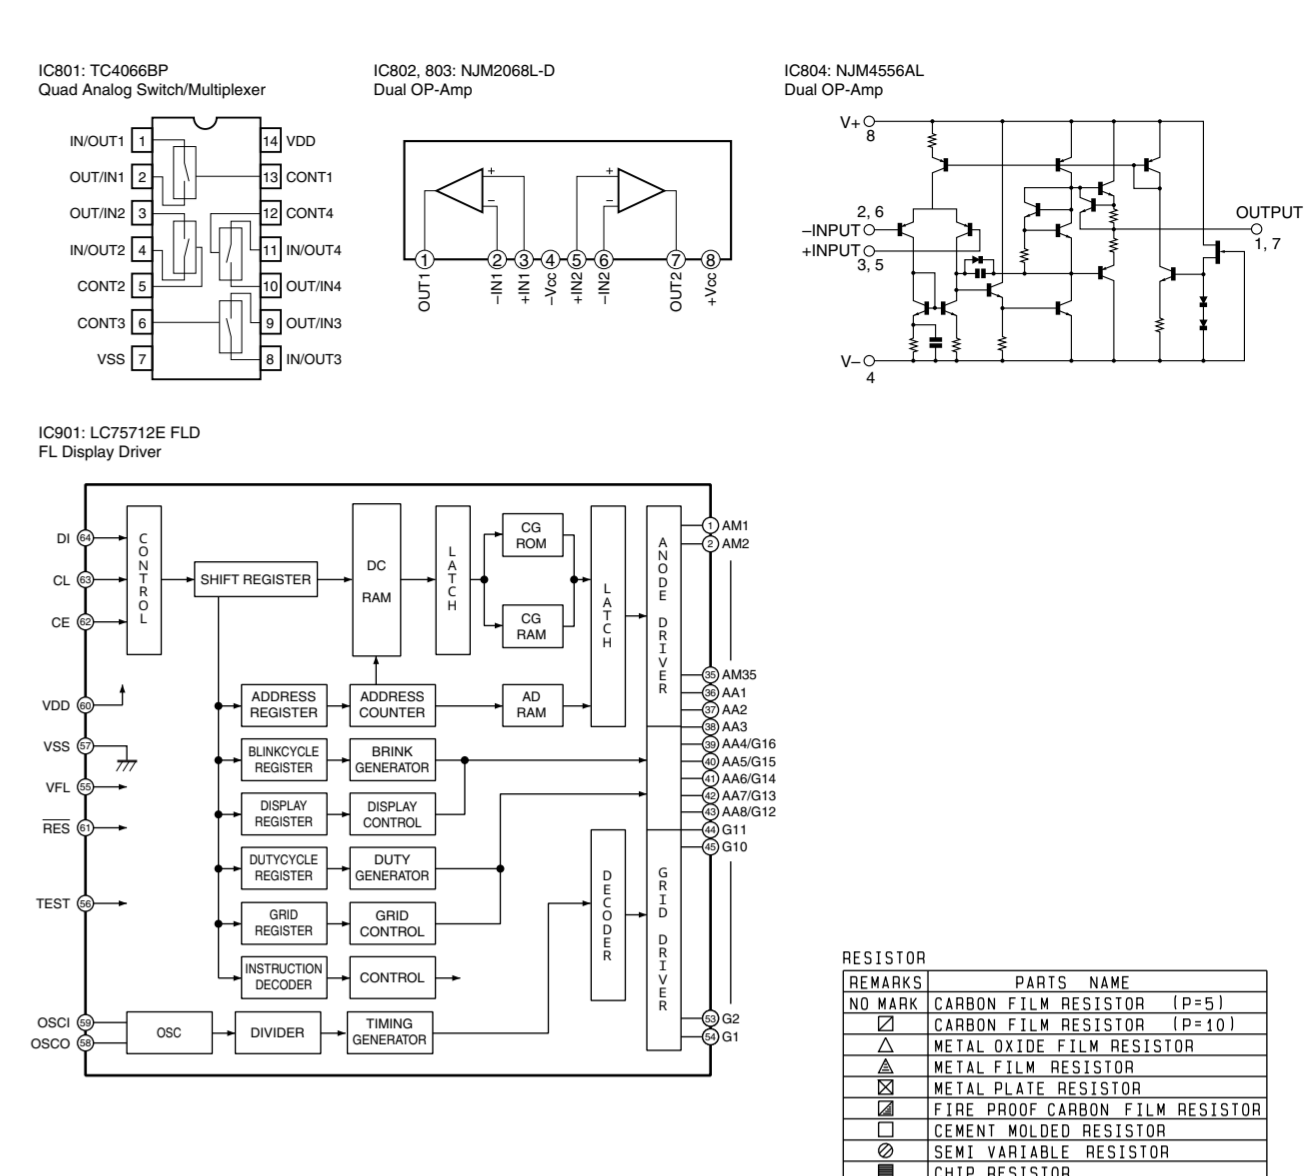 IC801: TC4066BP
Quad Analog Switch/Multiplexer
IN/OUT1 1
OUT/IN1 2
OUT/IN2 3
IN/OUT2 4
CONT2 5
CONT3 6
VSS 7
14 VDD
13 CONT1
12 CONT4
11 IN/OUT4
10 OUT/IN4
9 OUT/IN3
8 IN/OUT3
IC802, 803: NJM2068L-D
Dual OP-Amp
+
−
+
−
1 2 3 4 5 6 7 8
OUT1
−IN1
+IN1
−Vcc
+IN2
−IN2
OUT2
+Vcc
IC804: NJM4556AL
Dual OP-Amp
V+
8
2, 6
−INPUT
+INPUT
3, 5
OUTPUT
1, 7
V−
4
IC901: LC75712E FLD
FL Display Driver
DI 64
CL 63
CE 62
VDD 60
VSS 57
VFL 55
RES 61
TEST 56
OSCI 59
OSCO 58
CONTROL
SHIFT REGISTER
DC
RAM
LATCH
CG
ROM
CG
RAM
LATCH
ADDRESS
REGISTER
ADDRESS
COUNTER
AD
RAM
BLINKCYCLE
REGISTER
BRINK
GENERATOR
DISPLAY
REGISTER
DISPLAY
CONTROL
DUTYCYCLE
REGISTER
DUTY
GENERATOR
GRID
REGISTER
GRID
CONTROL
INSTRUCTION
DECODER
CONTROL
OSC
DIVIDER
TIMING
GENERATOR
DECODER
ANODE DRIVER
GRID DRIVER
1 AM1
2 AM2
35 AM35
36 AA1
37 AA2
38 AA3
39 AA4/G16
40 AA5/G15
41 AA6/G14
42 AA7/G13
43 AA8/G12
44 G11
45 G10
53 G2
54 G1
RESISTOR
REMARKS PARTS NAME
NO MARK CARBON FILM RESISTOR (P=5)
CARBON FILM RESISTOR (P=10)
METAL OXIDE FILM RESISTOR
METAL FILM RESISTOR
METAL PLATE RESISTOR
FIRE PROOF CARBON FILM RESISTOR
CEMENT MOLDED RESISTOR
SEMI VARIABLE RESISTOR
CHIP RESISTOR